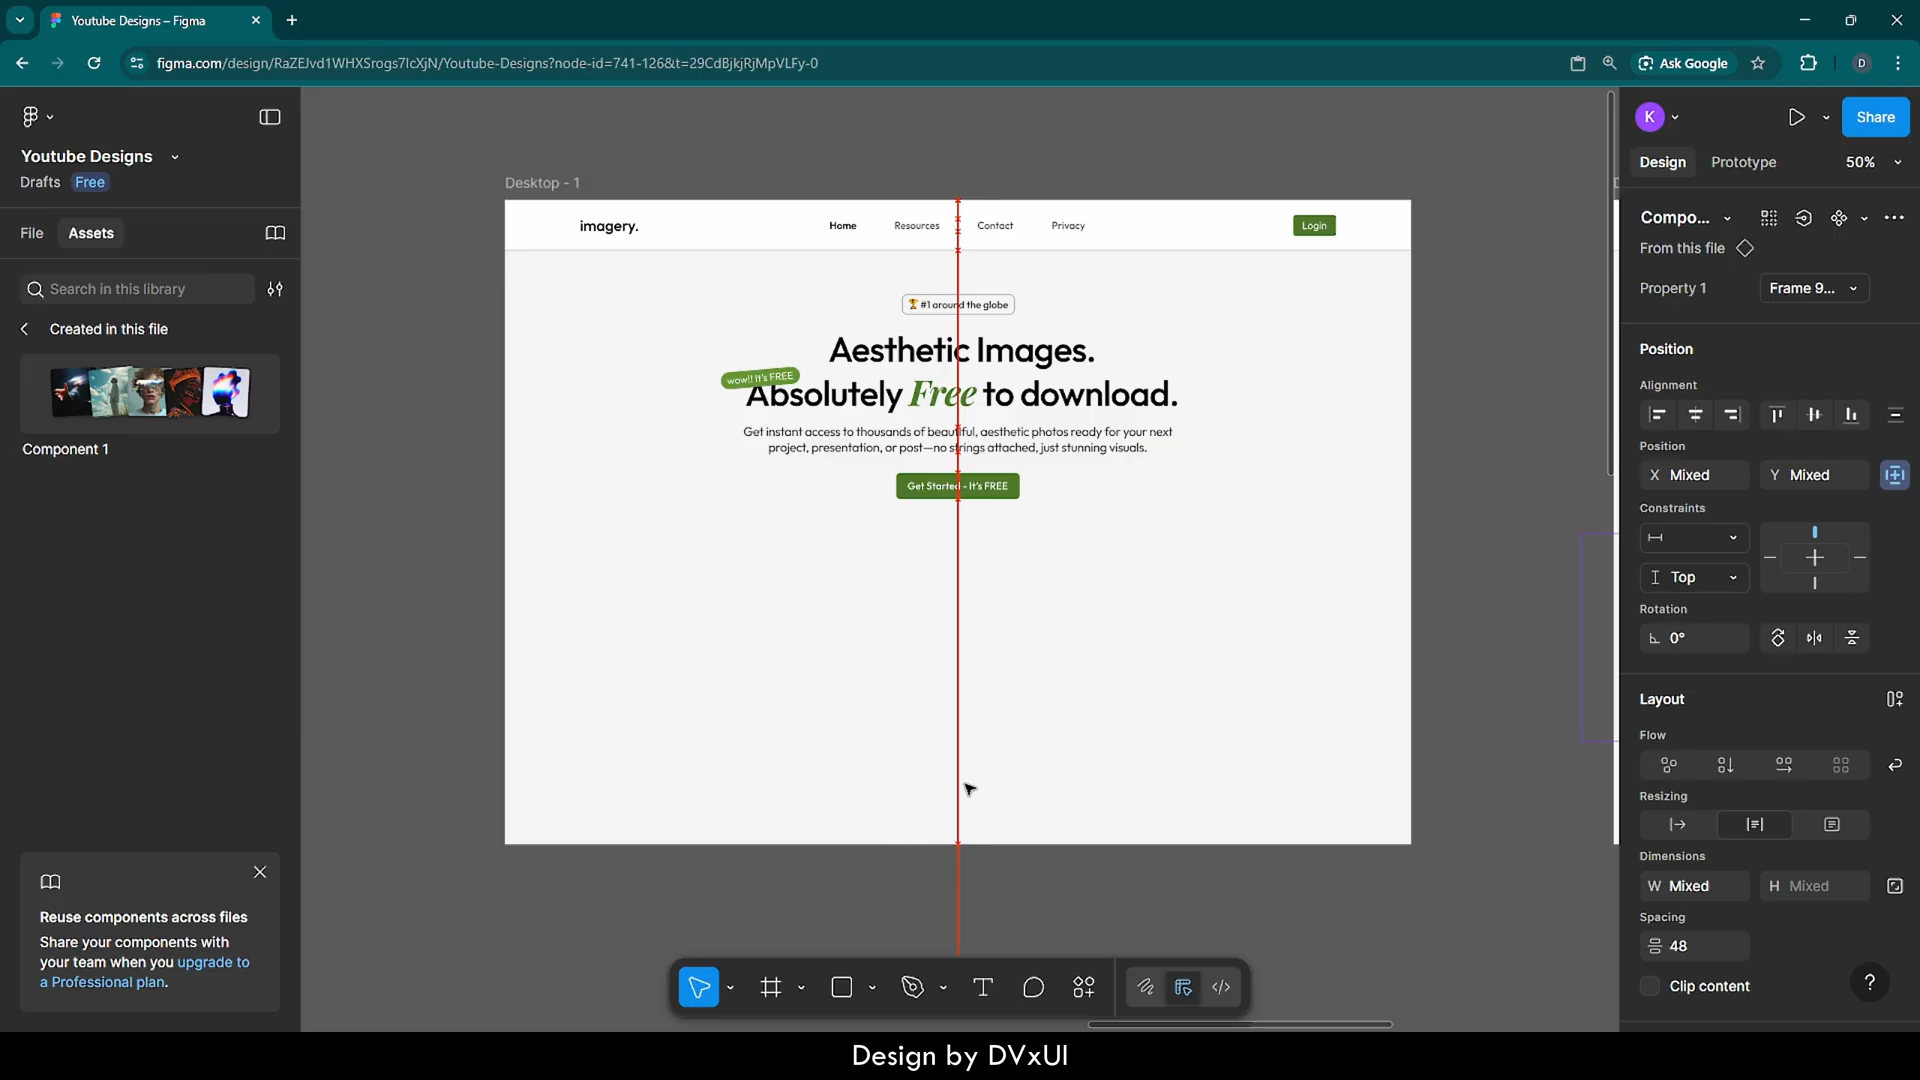 Youtube Designs – Figma
figma.com/design/RaZEJvd1WHXSrogs7IcXjN/Youtube-Designs?node-id=741-126&t=29CdBjkjRjMpVLFy-0
Ask Google
D
Youtube Designs
Drafts Free
File Assets
Search in this library
Created in this file
Component 1
Reuse components across files
Share your components with
your team when you upgrade to
a Professional plan.
Desktop - 1
imagery.
Home Resources Contact Privacy
Login
🏆 #1 around the globe
Aesthetic Images.
wow!! It's FREE
Absolutely Free to download.
Get instant access to thousands of beautiful, aesthetic photos ready for your next
project, presentation, or post—no strings attached, just stunning visuals.
Get Started - It's FREE
K
Share
Design Prototype 50%
Compo...
From this file
Property 1 Frame 9...
Position
Alignment
Position
X Mixed Y Mixed
Constraints
Top
Rotation
0°
Layout
Flow
Resizing
Dimensions
W Mixed H Mixed
Spacing
48
Clip content
?
Design by DVxUI